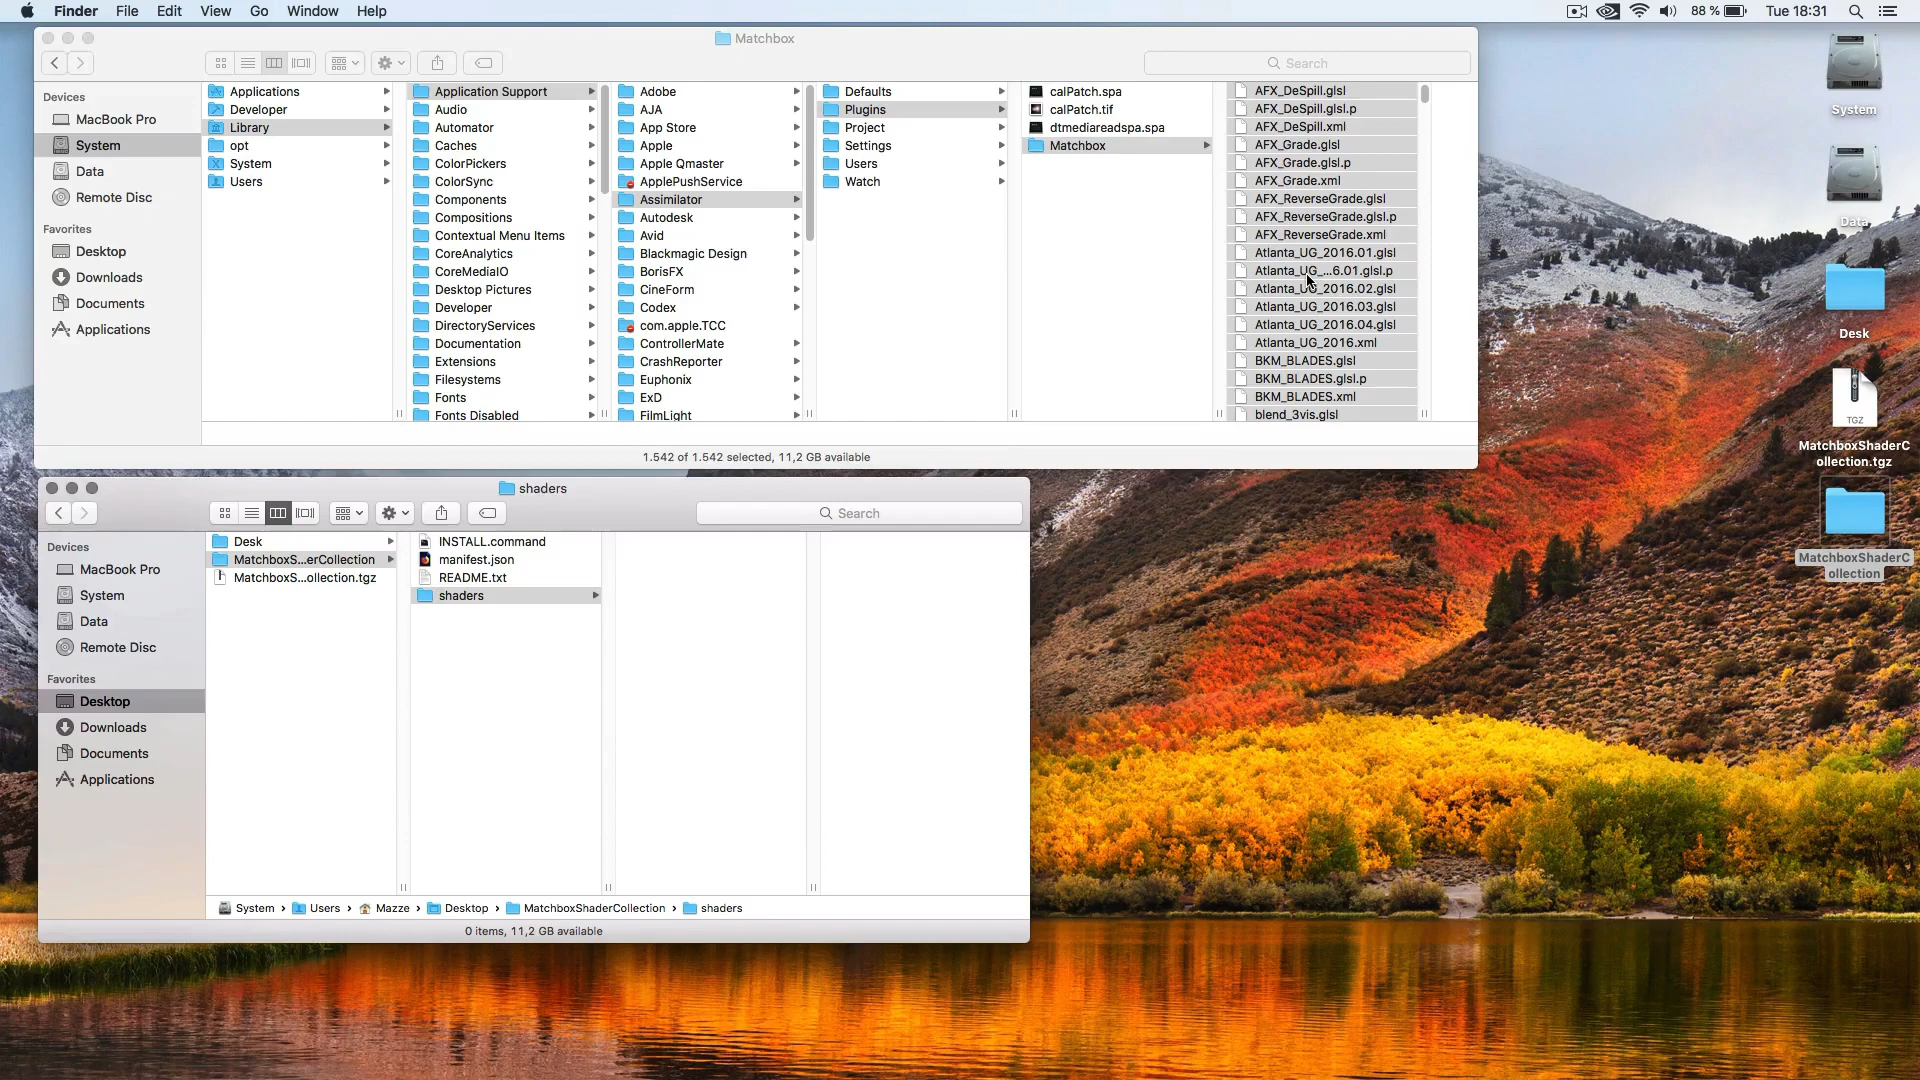 Finder File Edit View Go Window Help
88 % Tue 18:31
Matchbox
Search
Devices
MacBook Pro
System
Data
Remote Disc
Favorites
Desktop
Downloads
Documents
Applications
Applications
Developer
Library
opt
System
Users
Application Support
Audio
Automator
Caches
ColorPickers
ColorSync
Components
Compositions
Contextual Menu Items
CoreAnalytics
CoreMediaIO
Desktop Pictures
Developer
DirectoryServices
Documentation
Extensions
Filesystems
Fonts
Fonts Disabled
Adobe
AJA
App Store
Apple
Apple Qmaster
ApplePushService
Assimilator
Autodesk
Avid
Blackmagic Design
BorisFX
CineForm
Codex
com.apple.TCC
ControllerMate
CrashReporter
Euphonix
ExD
FilmLight
Defaults
Plugins
Project
Settings
Users
Watch
calPatch.spa
calPatch.tif
dtmediareadspa.spa
Matchbox
AFX_DeSpill.glsl
AFX_DeSpill.glsl.p
AFX_DeSpill.xml
AFX_Grade.glsl
AFX_Grade.glsl.p
AFX_Grade.xml
AFX_ReverseGrade.glsl
AFX_ReverseGrade.glsl.p
AFX_ReverseGrade.xml
Atlanta_UG_2016.01.glsl
Atlanta_UG_...6.01.glsl.p
Atlanta_UG_2016.02.glsl
Atlanta_UG_2016.03.glsl
Atlanta_UG_2016.04.glsl
Atlanta_UG_2016.xml
BKM_BLADES.glsl
BKM_BLADES.glsl.p
BKM_BLADES.xml
blend_3vis.glsl
1.542 of 1.542 selected, 11,2 GB available
shaders
Search
Devices
MacBook Pro
System
Data
Remote Disc
Favorites
Desktop
Downloads
Documents
Applications
Desk
MatchboxS...erCollection
MatchboxS...ollection.tgz
INSTALL.command
manifest.json
README.txt
shaders
System › Users › Mazze › Desktop › MatchboxShaderCollection › shaders
0 items, 11,2 GB available
System
Data
Desk
TGZ
MatchboxShaderC
ollection.tgz
MatchboxShaderC
ollection